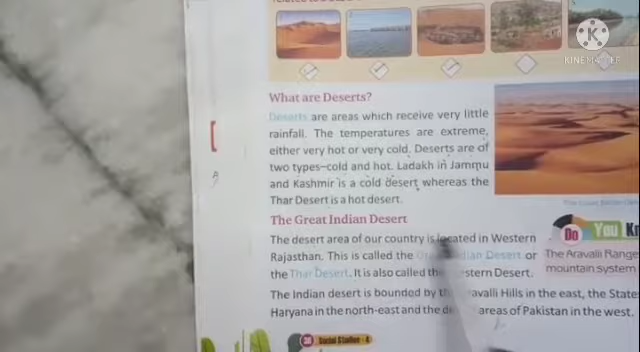 KINEMASTER
What are Deserts?
Deserts are areas which receive very little
rainfall. The temperatures are extreme,
either very hot or very cold. Deserts are of
two types–cold and hot. Ladakh in Jammu
and Kashmir is a cold desert whereas the
Thar Desert is a hot desert.
The Great Indian Desert
The desert area of our country is located in Western
Rajasthan. This is called the Indian Desert or
the Thar Desert. It is also called the Western Desert.
The Indian desert is bounded by the Aravalli Hills in the east, the State
Haryana in the north-east and the areas of Pakistan in the west.
Do You
The Aravalli Range
mountain system
Social Studies - 4